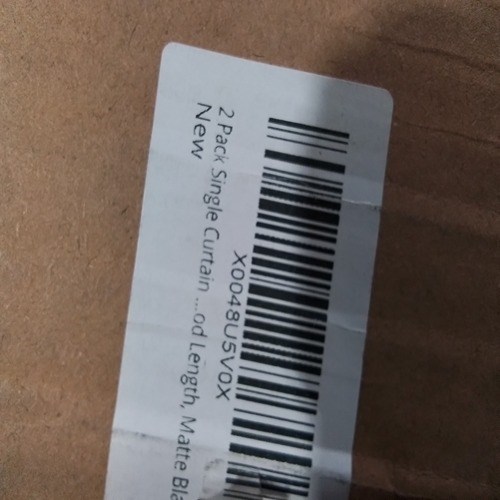 X0048U5V0X
2 Pack Single Curtain ...od Length, Matte Bla
New